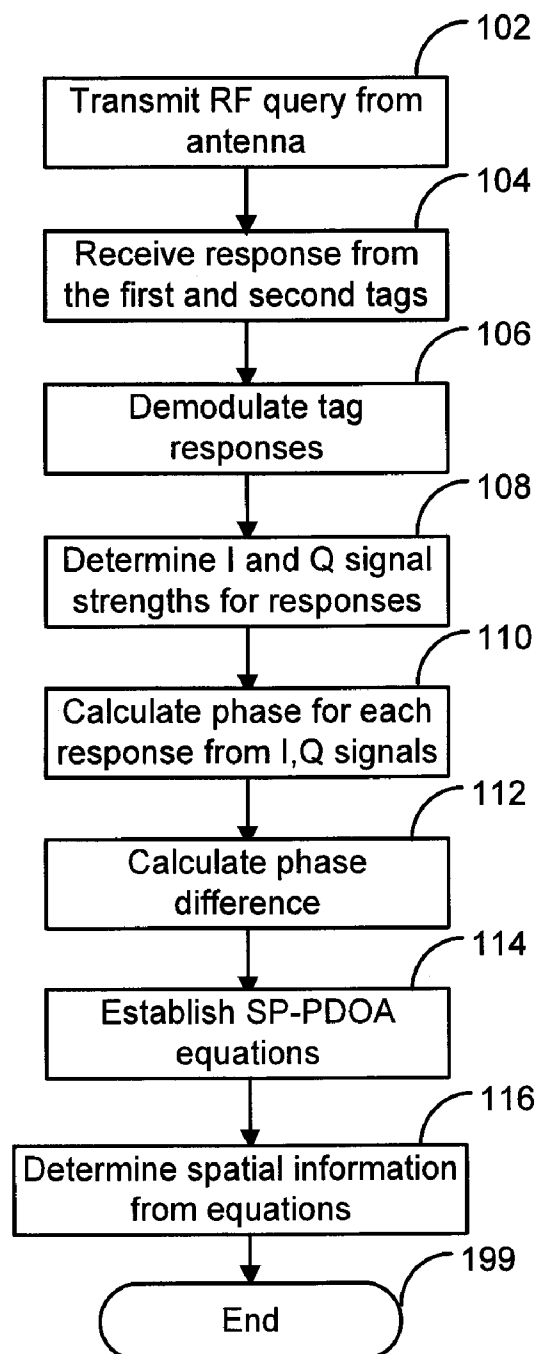 102
Transmit RF query from
antenna
104
Receive response from
the first and second tags
106
Demodulate tag
responses
108
Determine I and Q signal
strengths for responses
110
Calculate phase for each
response from I,Q signals
112
Calculate phase
difference
114
Establish SP-PDOA
equations
116
Determine spatial information
from equations
199
End